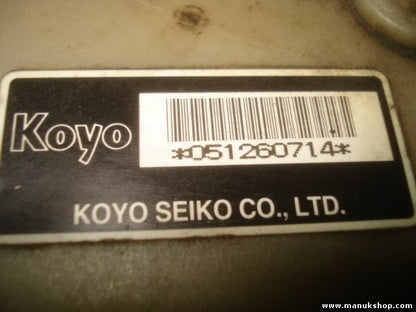 Koyo
*051260714*
KOYO SEIKO CO., LTD.
www.manukshop.com